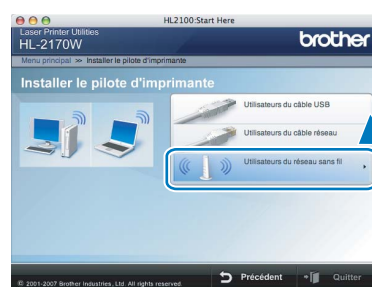 HL2100:Start Here
Laser Printer Utilities
HL-2170W
brother
Menu principal >> Installer le pilote d'imprimante
Installer le pilote d'imprimante
Utilisateurs du câble USB
Utilisateurs du câble réseau
Utilisateurs du réseau sans fil
Précédent
Quitter
© 2001-2007 Brother Industries, Ltd. All rights reserved.